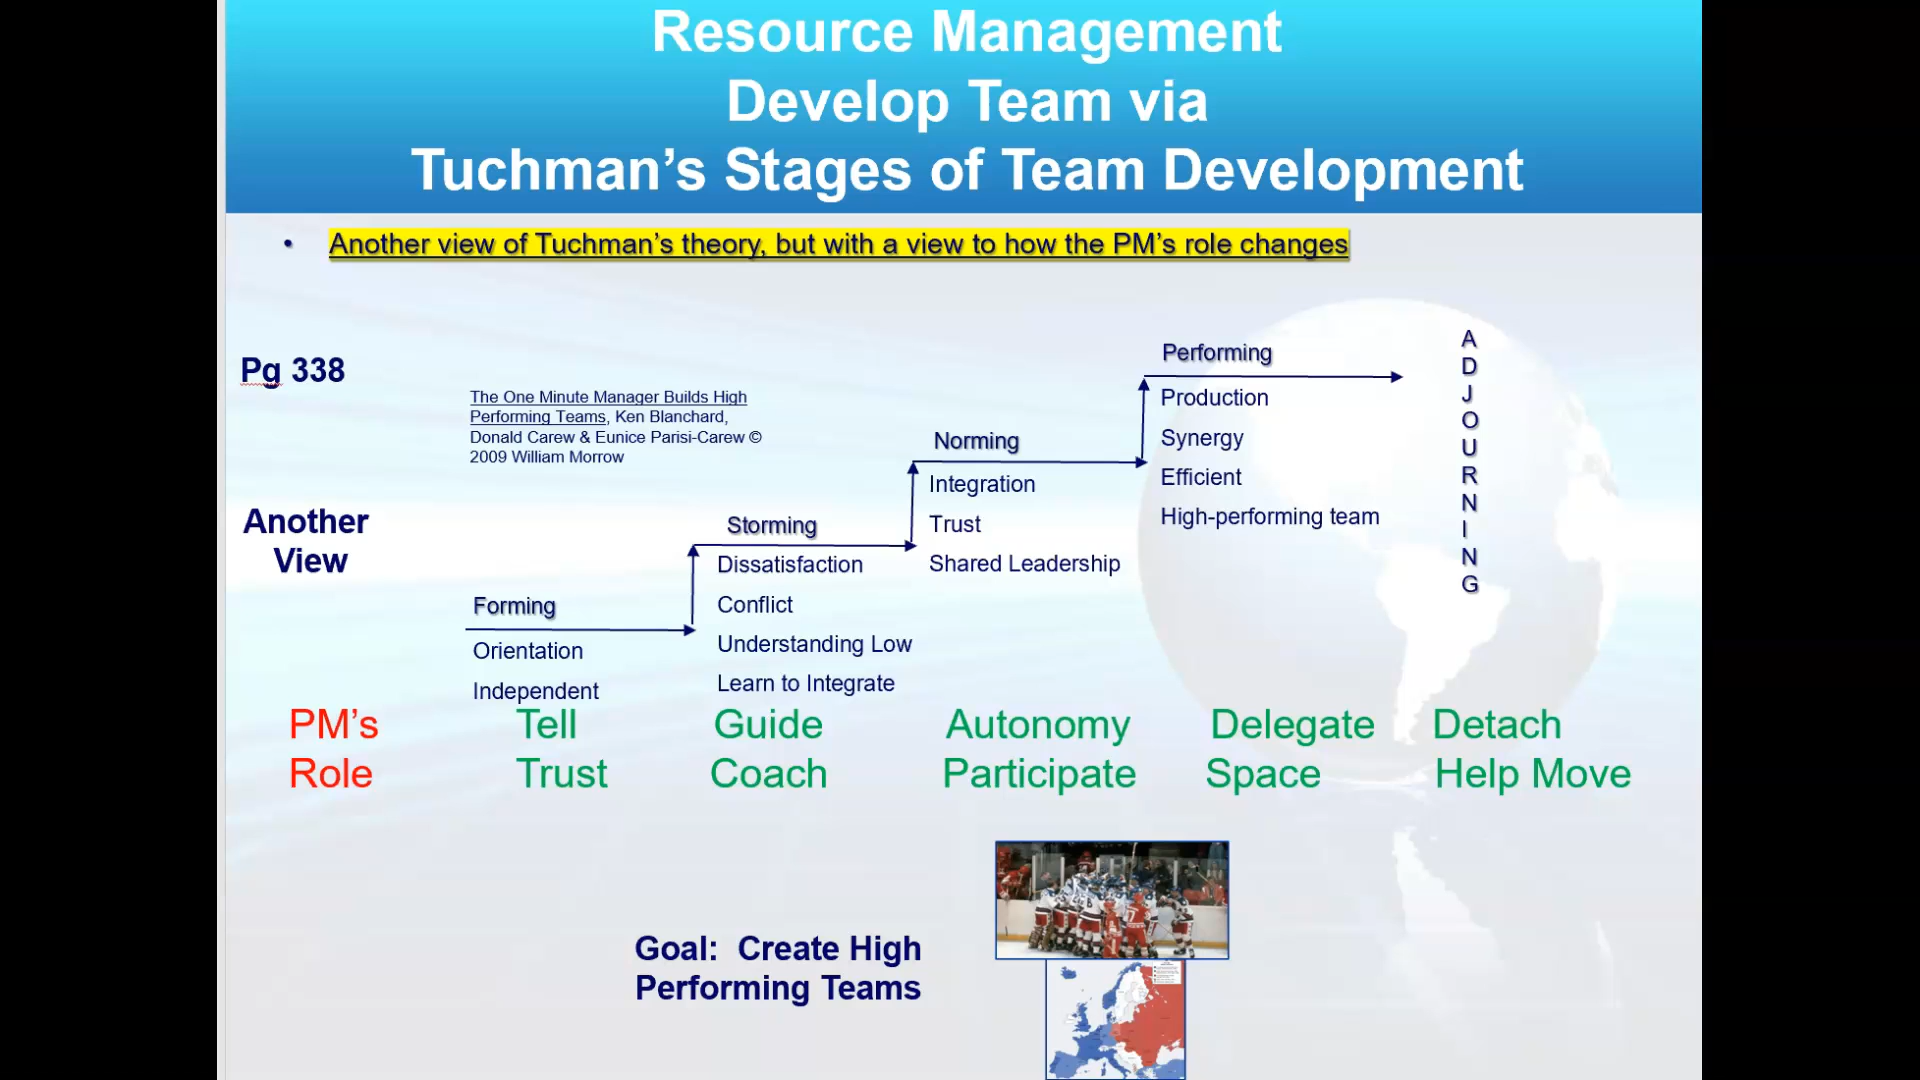 Resource Management
Develop Team via
Tuchman’s Stages of Team Development
• Another view of Tuchman’s theory, but with a view to how the PM’s role changes
Pg 338
The One Minute Manager Builds High
Performing Teams, Ken Blanchard,
Donald Carew & Eunice Parisi-Carew ©
2009 William Morrow
Another
View
Forming
Orientation
Independent
Storming
Dissatisfaction
Conflict
Understanding Low
Learn to Integrate
Norming
Integration
Trust
Shared Leadership
Performing
Production
Synergy
Efficient
High-performing team
A
D
J
O
U
R
N
I
N
G
PM’s Tell Guide Autonomy Delegate Detach
Role Trust Coach Participate Space Help Move
Goal: Create High
Performing Teams